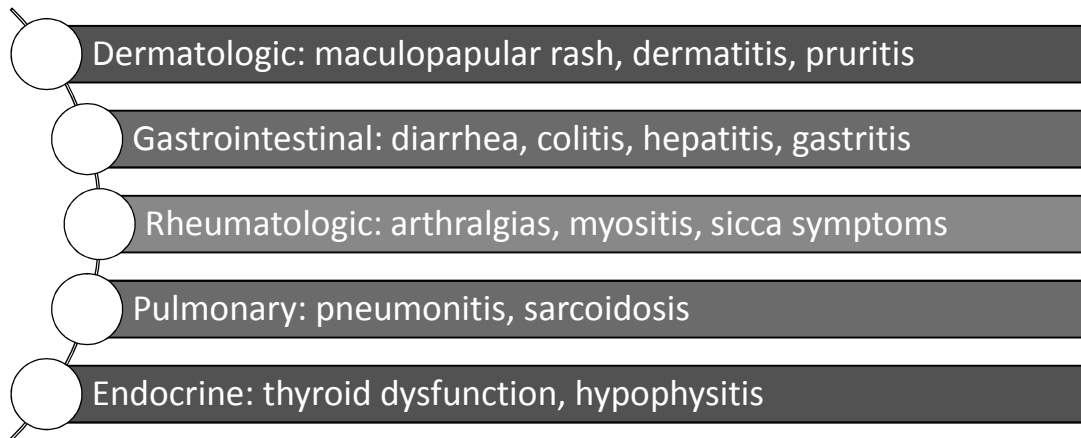 Dermatologic: maculopapular rash, dermatitis, pruritis
Gastrointestinal: diarrhea, colitis, hepatitis, gastritis
Rheumatologic: arthralgias, myositis, sicca symptoms
Pulmonary: pneumonitis, sarcoidosis
Endocrine: thyroid dysfunction, hypophysitis